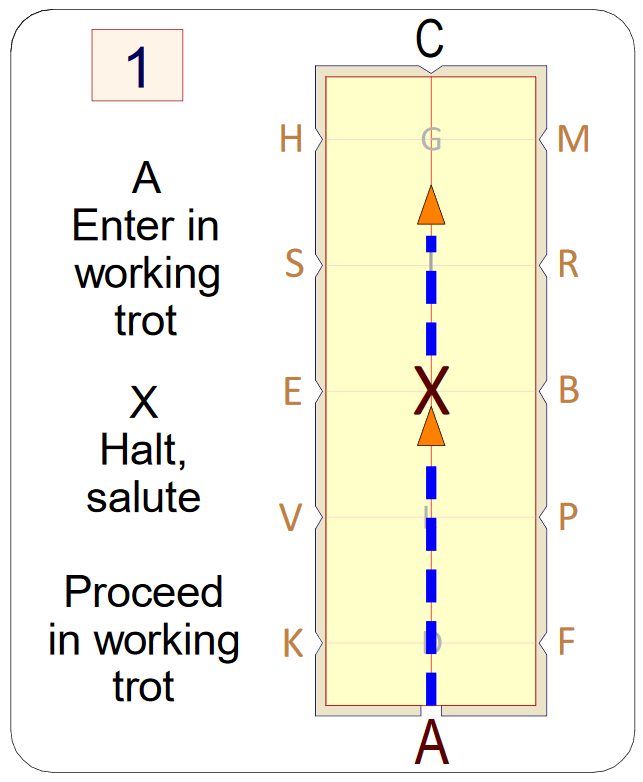 1
A
Enter in
working
trot
X
Halt,
salute
Proceed
in working
trot
C
H G M
S I R
E X B
V L P
K D F
A